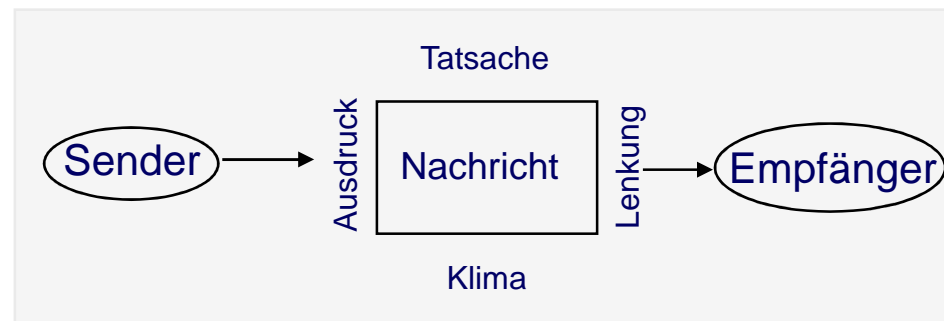 Tatsache
Sender
Ausdruck
Nachricht
Lenkung
Empfänger
Klima